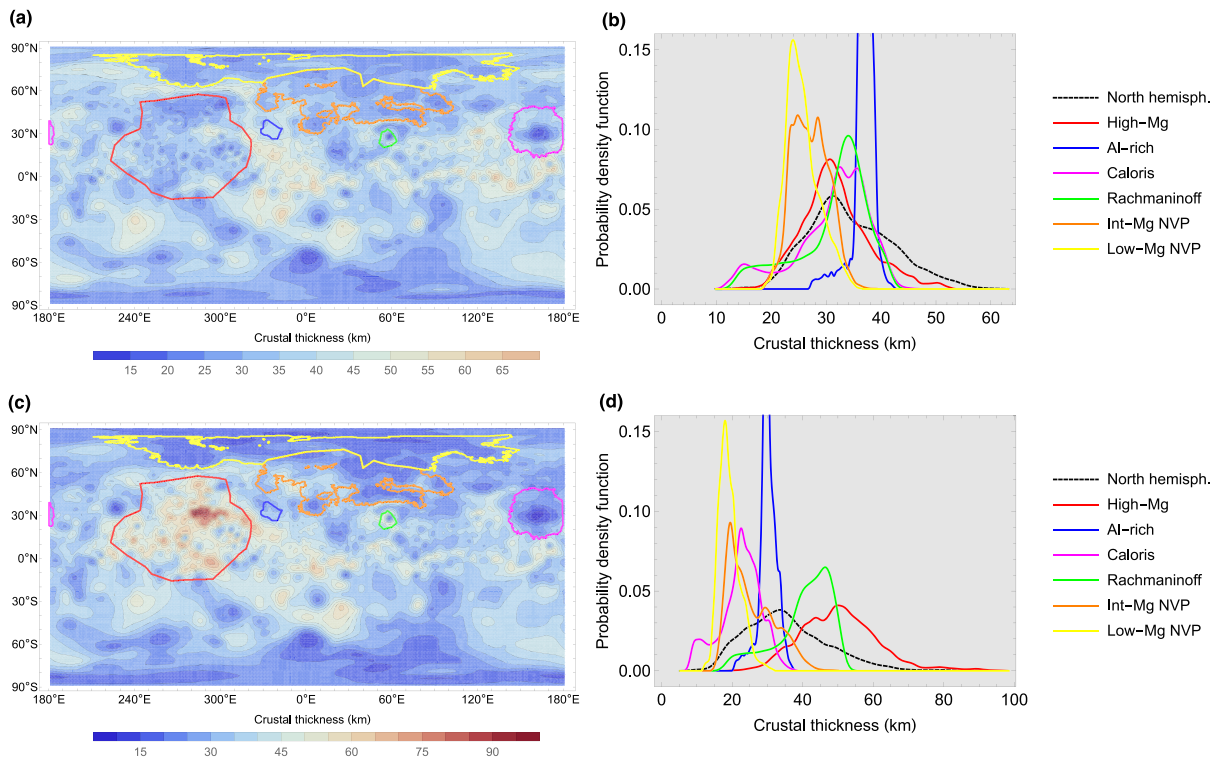 (a)
90°N
60°N
30°N
0°N
30°S
60°S
90°S
180°E 240°E 300°E 0°E 60°E 120°E 180°E
Crustal thickness (km)
15 20 25 30 35 40 45 50 55 60 65
(b)
Probability density function
0.15
0.10
0.05
0.00
0 10 20 30 40 50 60
Crustal thickness (km)
North hemisph.
High-Mg
Al-rich
Caloris
Rachmaninoff
Int-Mg NVP
Low-Mg NVP
(c)
90°N
60°N
30°N
0°N
30°S
60°S
90°S
180°E 240°E 300°E 0°E 60°E 120°E 180°E
Crustal thickness (km)
15 30 45 60 75 90
(d)
Probability density function
0.15
0.10
0.05
0.00
0 20 40 60 80 100
Crustal thickness (km)
North hemisph.
High-Mg
Al-rich
Caloris
Rachmaninoff
Int-Mg NVP
Low-Mg NVP